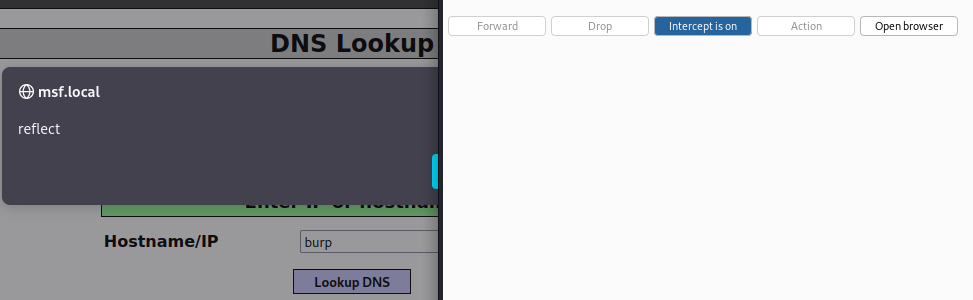 DNS Lookup
msf.local
reflect
Enter IP or hostna
Hostname/IP
burp
Lookup DNS
Forward
Drop
Intercept is on
Action
Open browser